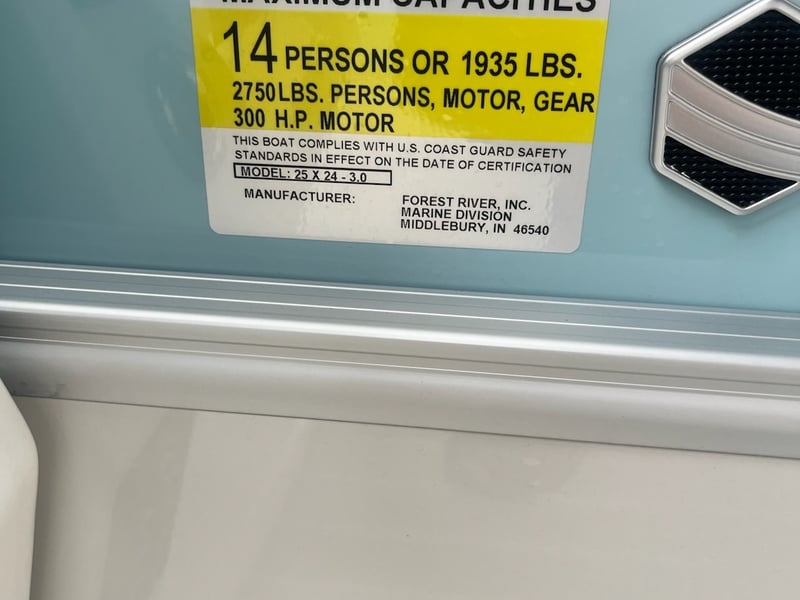 MAXIMUM CAPACITIES
14 PERSONS OR 1935 LBS.
2750 LBS. PERSONS, MOTOR, GEAR
300 H.P. MOTOR
THIS BOAT COMPLIES WITH U.S. COAST GUARD SAFETY
STANDARDS IN EFFECT ON THE DATE OF CERTIFICATION
MODEL: 25 X 24 - 3.0
MANUFACTURER: FOREST RIVER, INC.
MARINE DIVISION
MIDDLEBURY, IN 46540